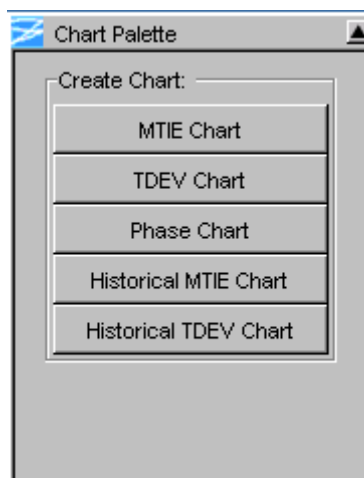 Chart Palette
Create Chart:
MTIE Chart
TDEV Chart
Phase Chart
Historical MTIE Chart
Historical TDEV Chart